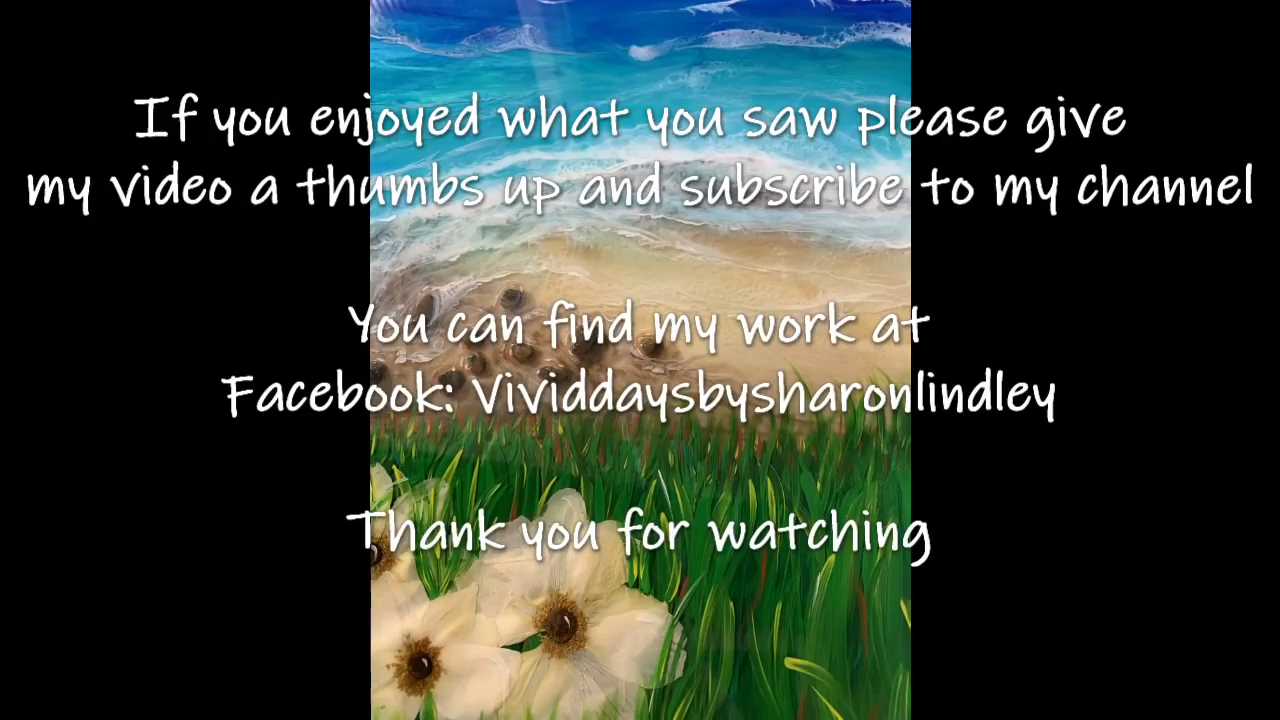 If you enjoyed what you saw please give
my video a thumbs up and subscribe to my channel
You can find my work at
Facebook: Vividdaysbysharonlindley
Thank you for watching